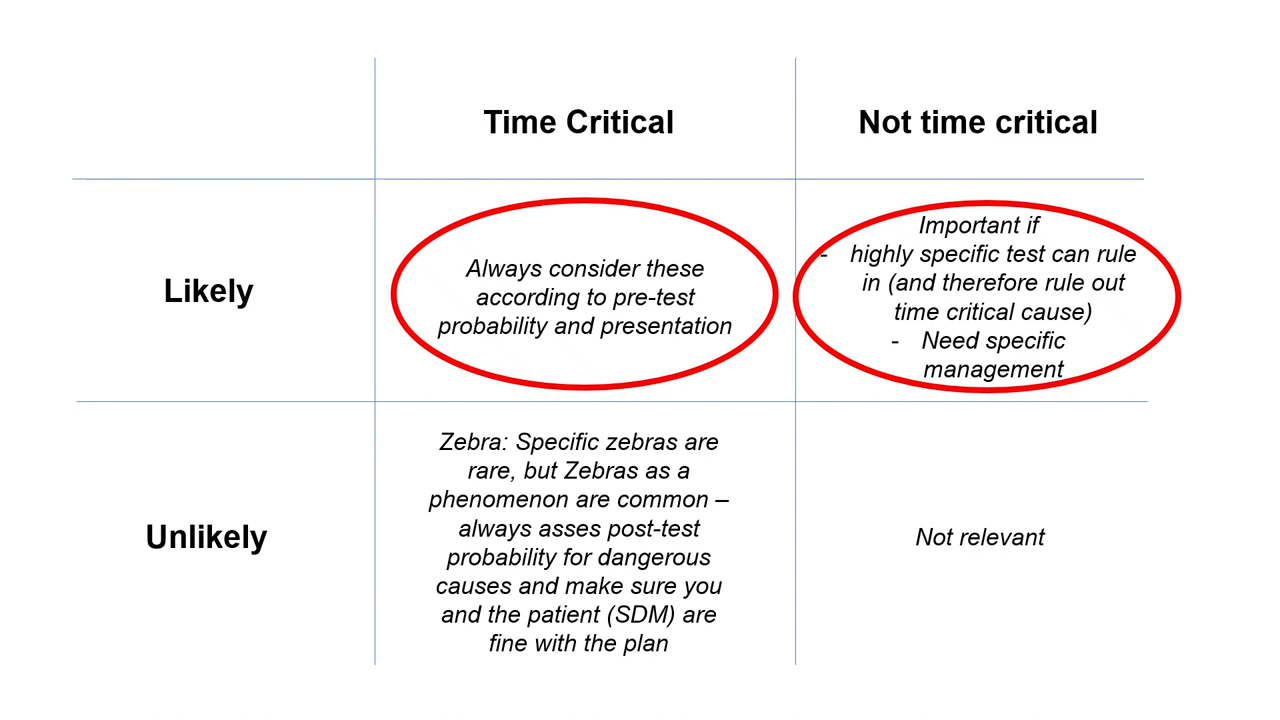 Time Critical
Not time critical
Likely
Always consider these
according to pre-test
probability and presentation
Important if
- highly specific test can rule
in (and therefore rule out
time critical cause)
- Need specific
management
Unlikely
Zebra: Specific zebras are
rare, but Zebras as a
phenomenon are common –
always asses post-test
probability for dangerous
causes and make sure you
and the patient (SDM) are
fine with the plan
Not relevant